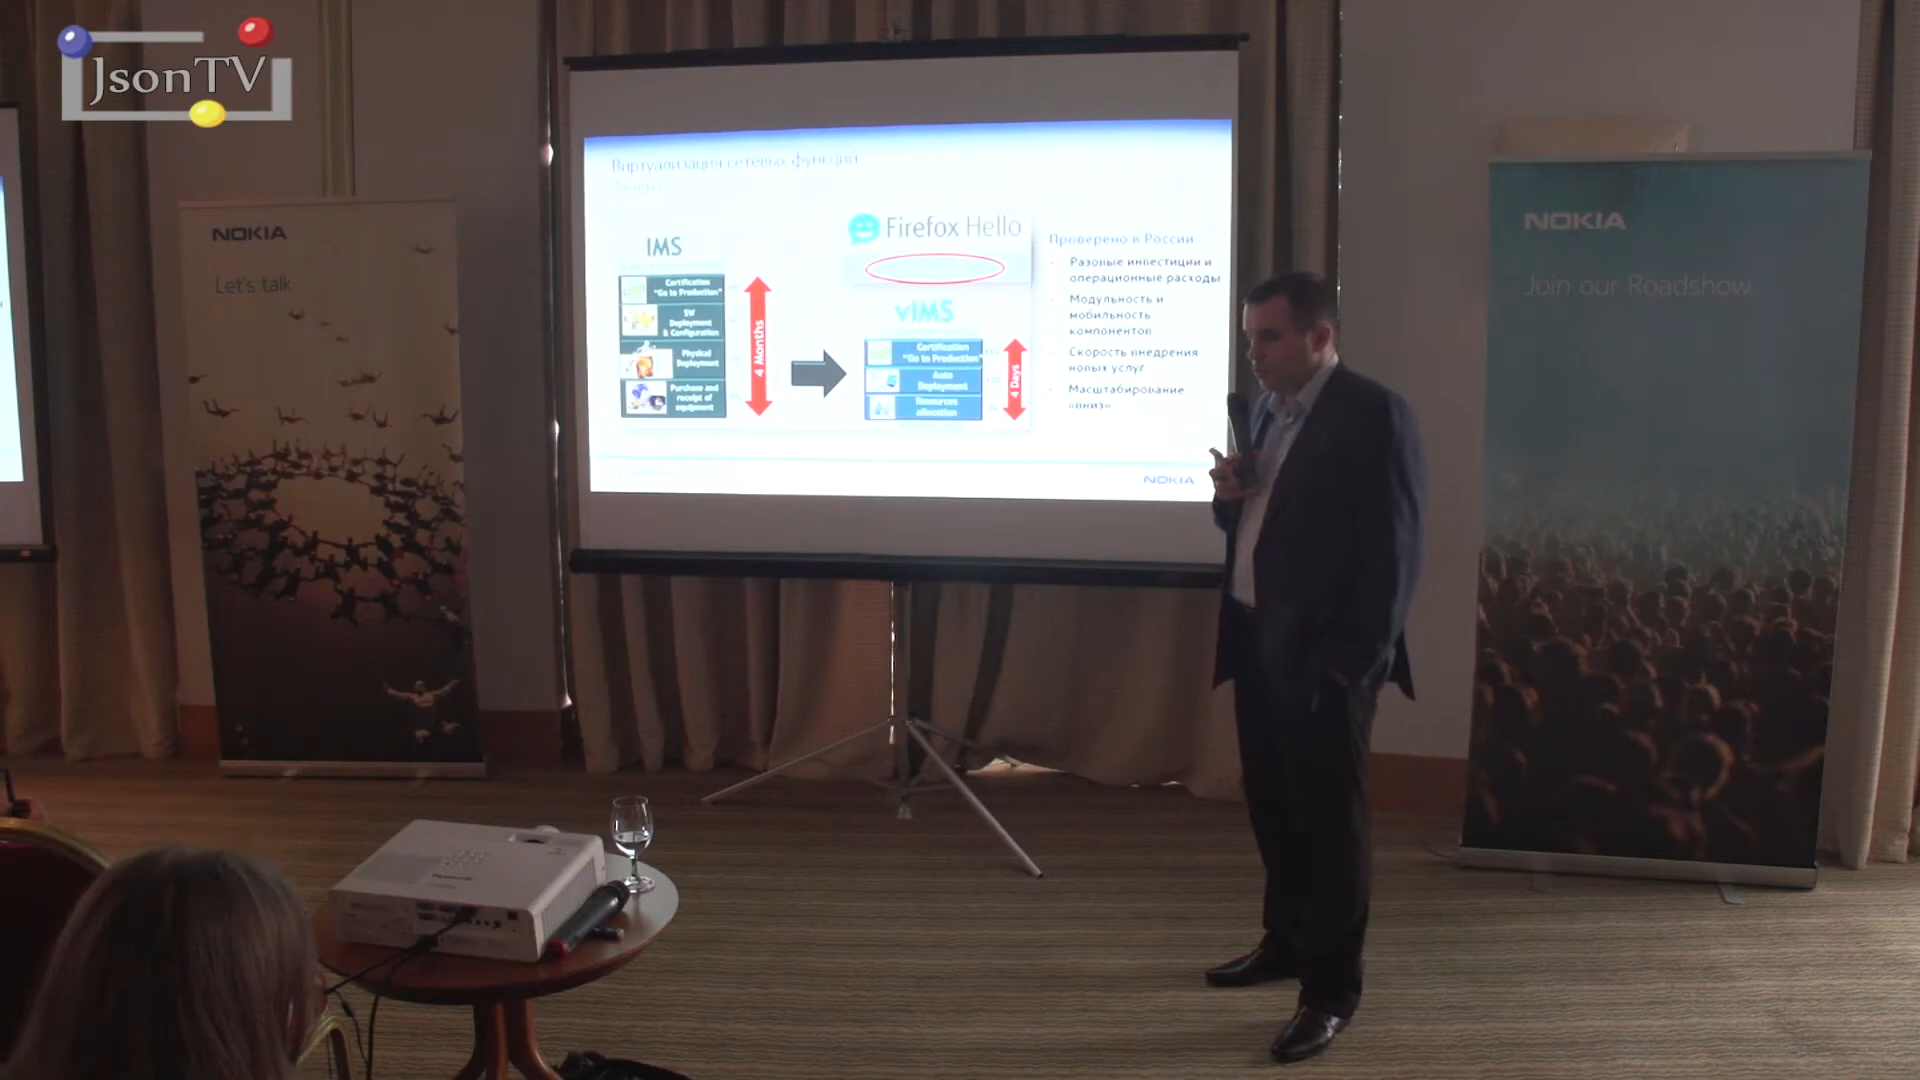 JsonTV
NOKIA
Let's talk
Виртуализация сетевых функций
Зачем?
IMS
Certification
"Go to Production"
SW
Deployment
& Configuration
Physical
Deployment
Purchase and
receipt of
equipment
4 Months
Firefox Hello
vIMS
Certification
"Go to Production"
Auto
Deployment
Resources
allocation
4 Days
Проверено в России
- Разовые инвестиции и
операционные расходы
- Модульность и
мобильность
компонентов
- Скорость внедрения
новых услуг
- Масштабирование
«вниз»
NOKIA
NOKIA
Join our Roadshow
Panasonic